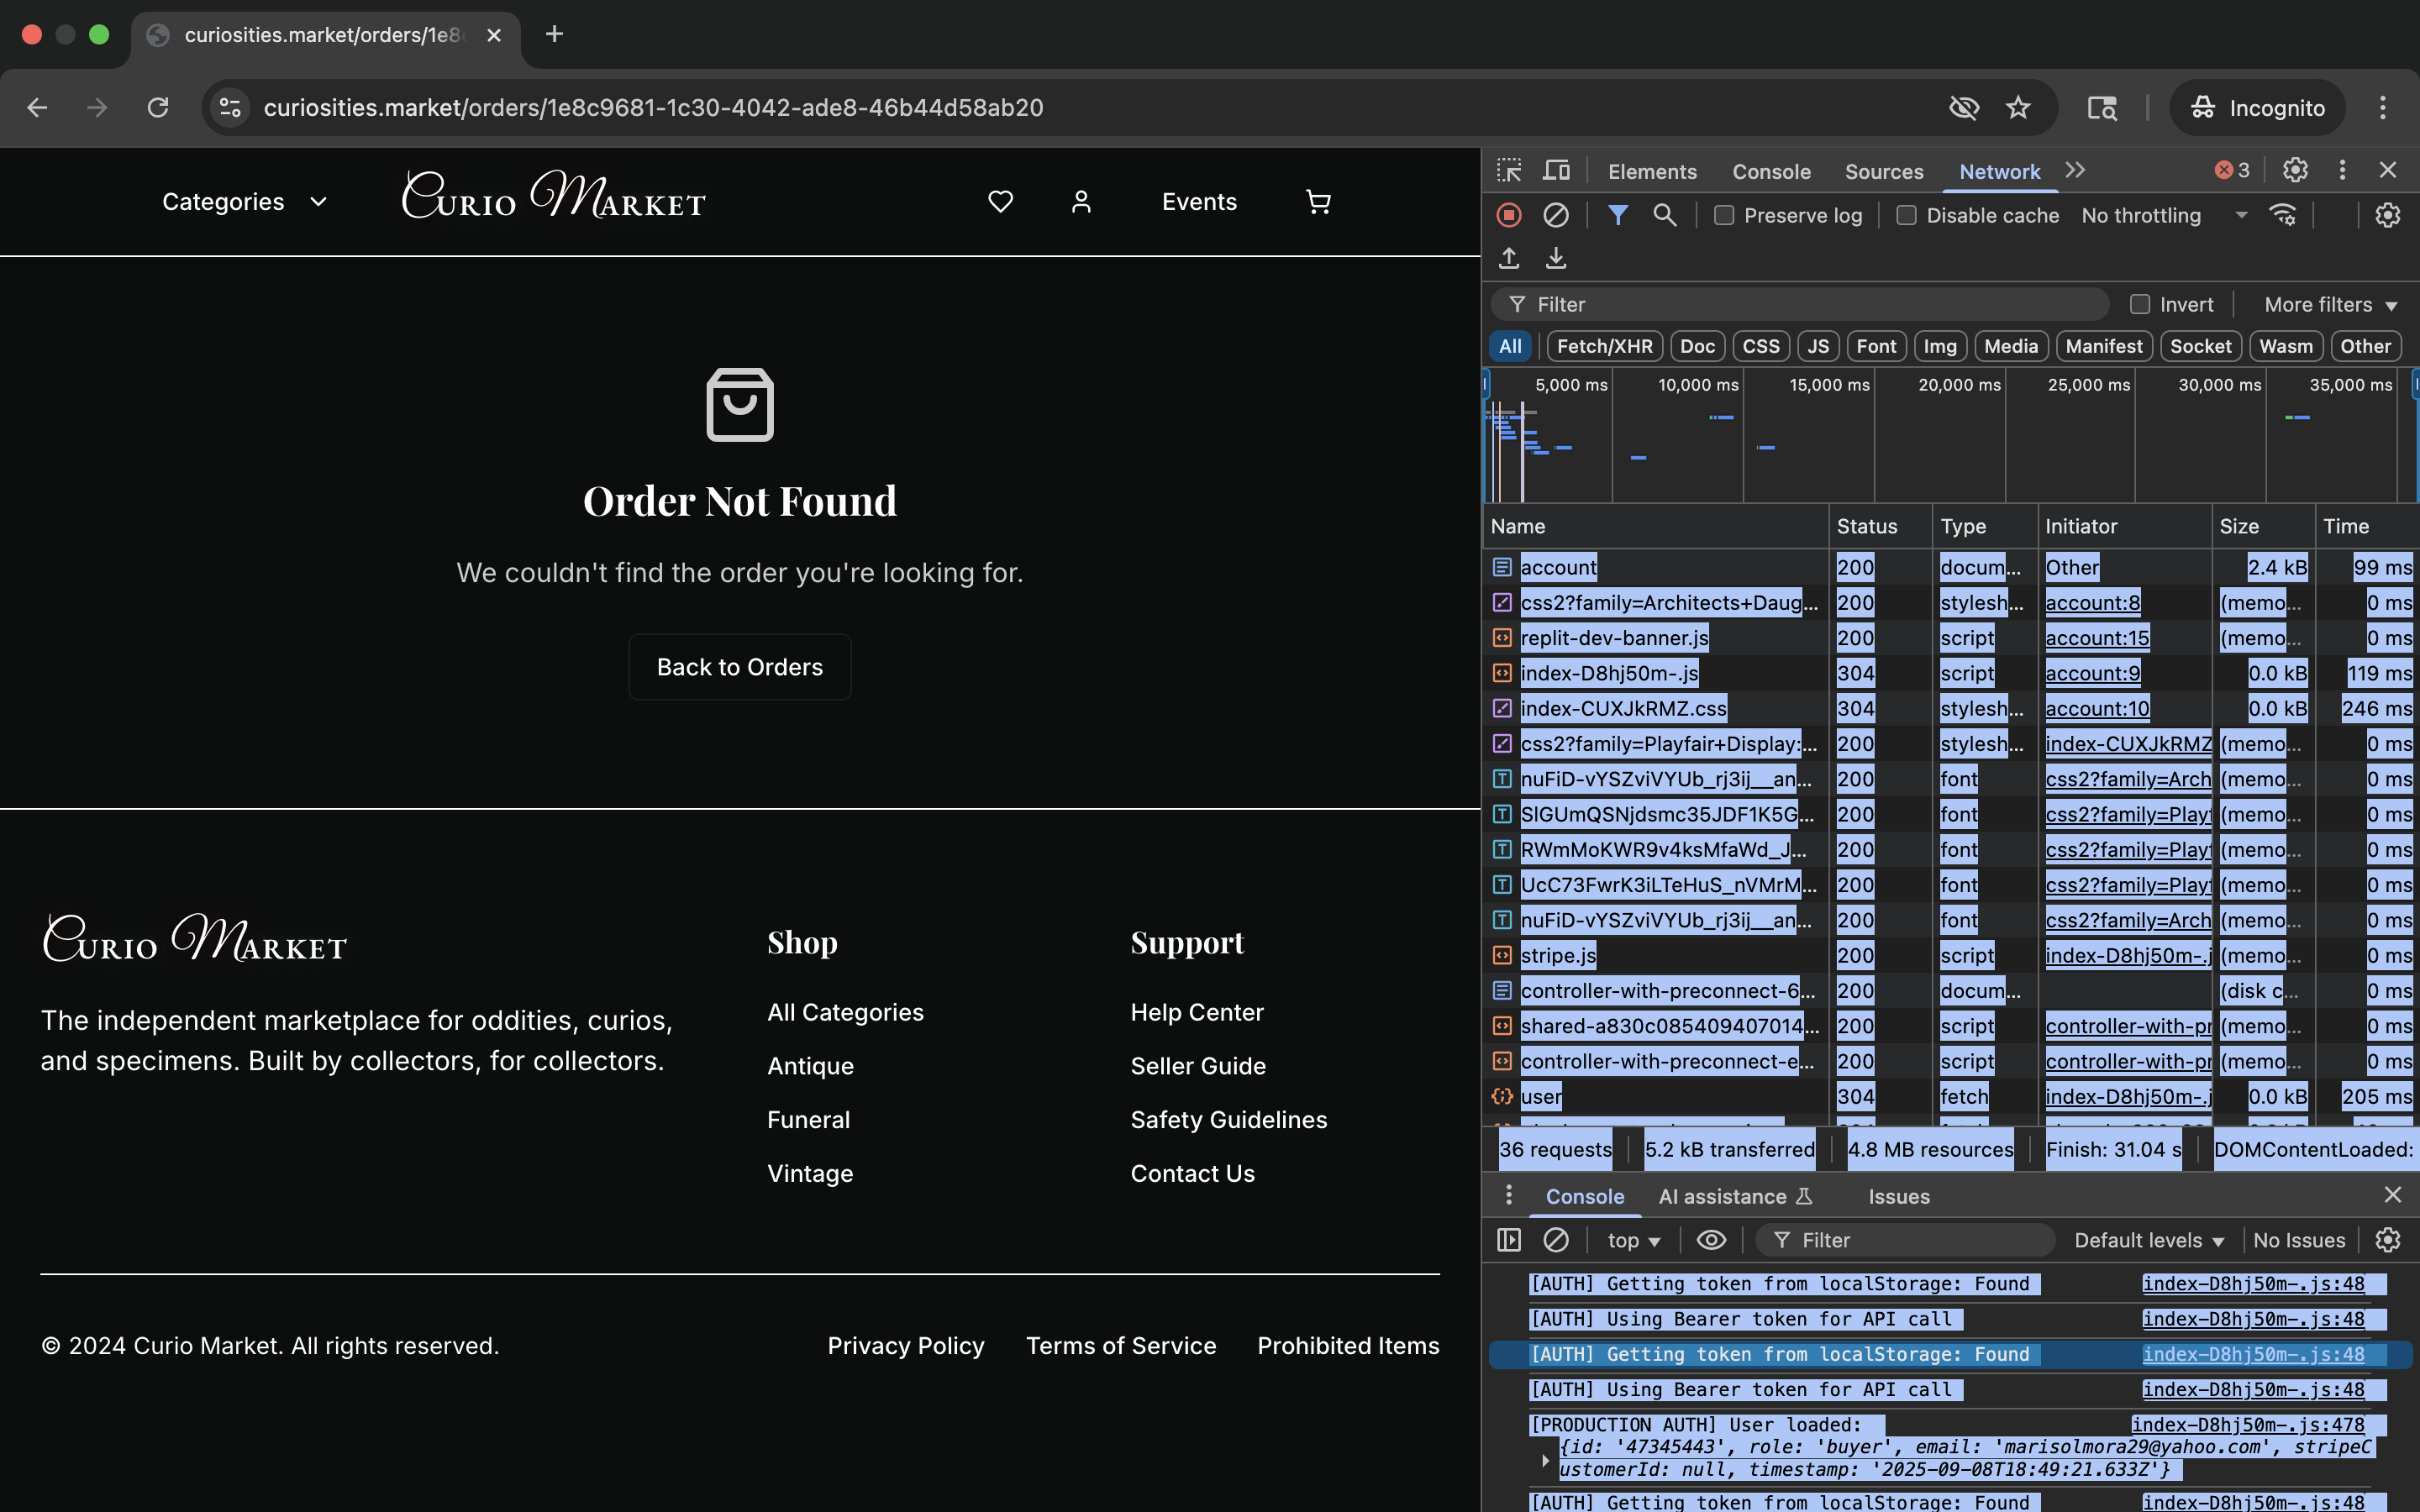 curiosities.market/orders/1e8
curiosities.market/orders/1e8c9681-1c30-4042-ade8-46b44d58ab20
Incognito
Categories
Curio Market
Events
Order Not Found
We couldn't find the order you're looking for.
Back to Orders
Curio Market
The independent marketplace for oddities, curios,
and specimens. Built by collectors, for collectors.
Shop
All Categories
Antique
Funeral
Vintage
Support
Help Center
Seller Guide
Safety Guidelines
Contact Us
© 2024 Curio Market. All rights reserved.
Privacy Policy Terms of Service Prohibited Items
Elements Console Sources Network 3
Preserve log Disable cache No throttling
Filter Invert More filters
All Fetch/XHR Doc CSS JS Font Img Media Manifest Socket Wasm Other
5,000 ms 10,000 ms 15,000 ms 20,000 ms 25,000 ms 30,000 ms 35,000 ms
Name Status Type Initiator Size Time
account 200 docum... Other 2.4 kB 99 ms
css2?family=Architects+Daug... 200 stylesh... account:8 (memo... 0 ms
replit-dev-banner.js 200 script account:15 (memo... 0 ms
index-D8hj50m-.js 304 script account:9 0.0 kB 119 ms
index-CUXJkRMZ.css 304 stylesh... account:10 0.0 kB 246 ms
css2?family=Playfair+Display:... 200 stylesh... index-CUXJkRMZ (memo... 0 ms
nuFiD-vYSZviVYUb_rj3ij__an... 200 font css2?family=Arch (memo... 0 ms
SlGUmQSNjdsmc35JDF1K5G... 200 font css2?family=Play (memo... 0 ms
RWmMoKWR9v4ksMfaWd_J... 200 font css2?family=Play (memo... 0 ms
UcC73FwrK3iLTeHuS_nVMrM... 200 font css2?family=Play (memo... 0 ms
nuFiD-vYSZviVYUb_rj3ij__an... 200 font css2?family=Arch (memo... 0 ms
stripe.js 200 script index-D8hj50m-.j (memo... 0 ms
controller-with-preconnect-6... 200 docum... (disk c... 0 ms
shared-a830c085409407014... 200 script controller-with-pr (memo... 0 ms
controller-with-preconnect-e... 200 script controller-with-pr (memo... 0 ms
user 304 fetch index-D8hj50m-.j 0.0 kB 205 ms
36 requests 5.2 kB transferred 4.8 MB resources Finish: 31.04 s DOMContentLoaded:
Console AI assistance Issues
top Filter Default levels No Issues
[AUTH] Getting token from localStorage: Found index-D8hj50m-.js:48
[AUTH] Using Bearer token for API call index-D8hj50m-.js:48
[AUTH] Getting token from localStorage: Found index-D8hj50m-.js:48
[AUTH] Using Bearer token for API call index-D8hj50m-.js:48
[PRODUCTION AUTH] User loaded: index-D8hj50m-.js:478
{id: '47345443', role: 'buyer', email: 'marisolmora29@yahoo.com', stripeC
ustomerId: null, timestamp: '2025-09-08T18:49:21.633Z'}
[AUTH] Getting token from localStorage: Found index-D8hj50m-.js:48